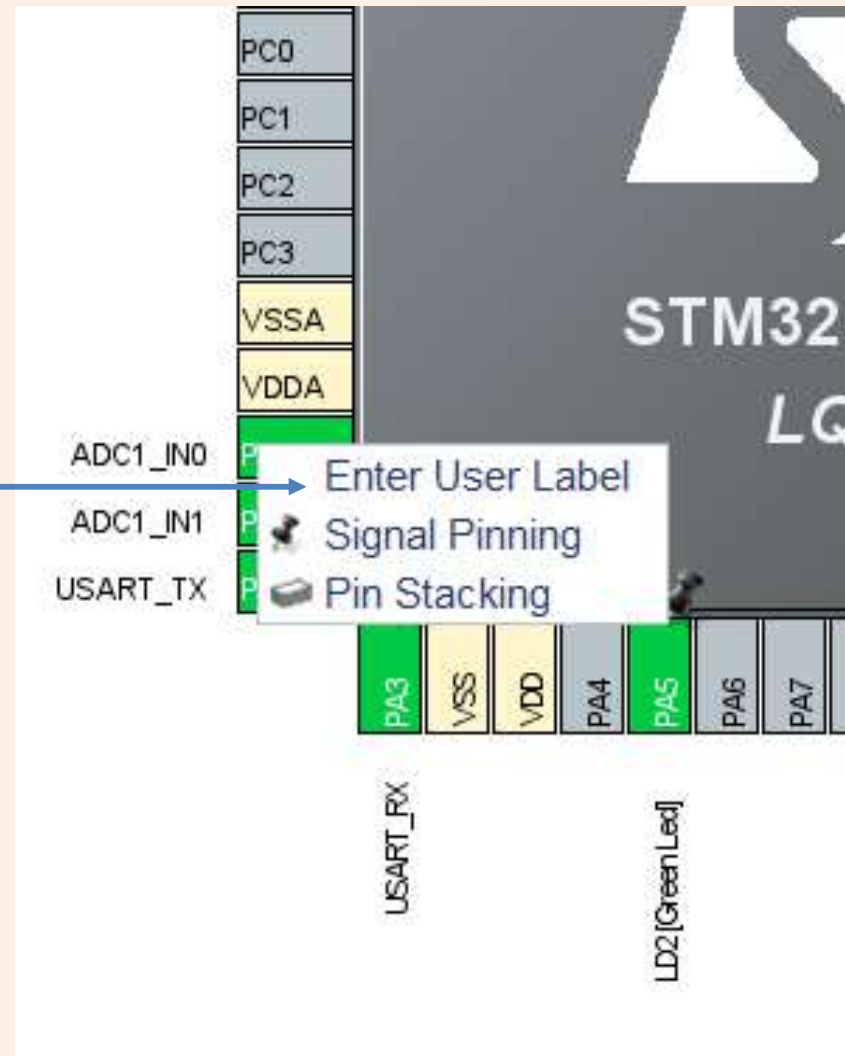 PC0
PC1
PC2
PC3
VSSA
VDDA
STM32
LQ
ADC1_IN0
P
Enter User Label
ADC1_IN1
P
Signal Pinning
USART_TX
P
Pin Stacking
PA3
VSS
VDD
PA4
PA5
PA6
PA7
USART_RX
LD2 [Green Led]